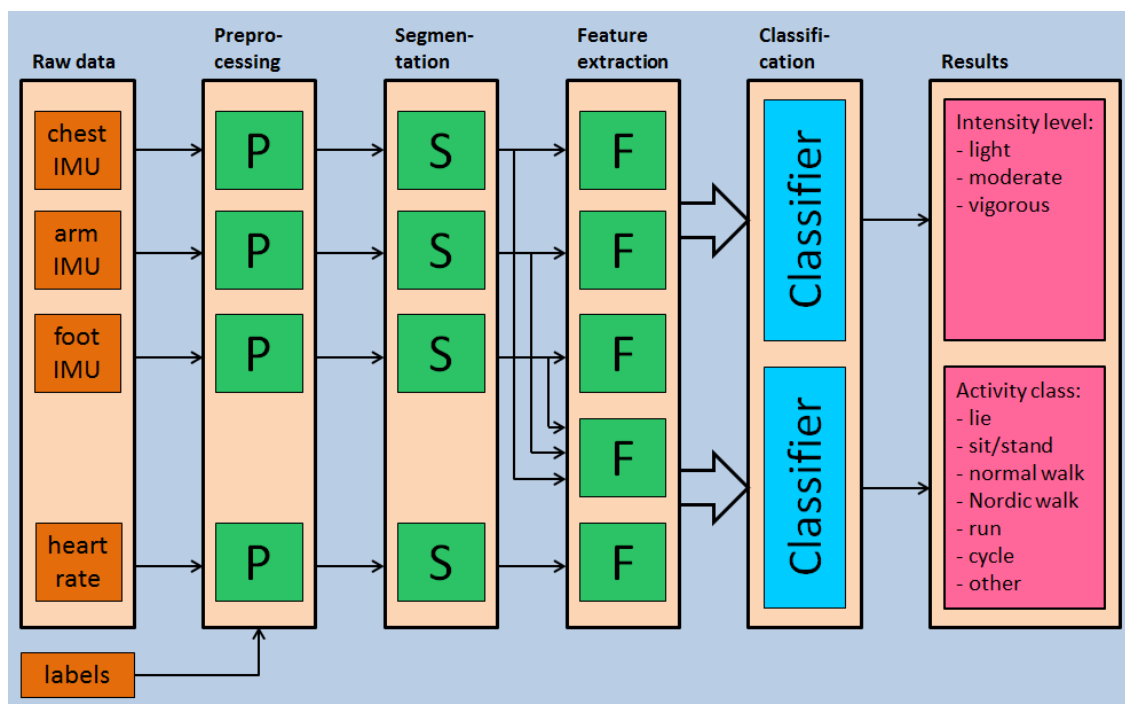 Raw data
Prepro-
cessing
Segmen-
tation
Feature
extraction
Classifi-
cation
Results
chest
IMU
arm
IMU
foot
IMU
heart
rate
labels
P
P
P
P
S
S
S
S
F
F
F
F
F
Classifier
Classifier
Intensity level:
- light
- moderate
- vigorous
Activity class:
- lie
- sit/stand
- normal walk
- Nordic walk
- run
- cycle
- other